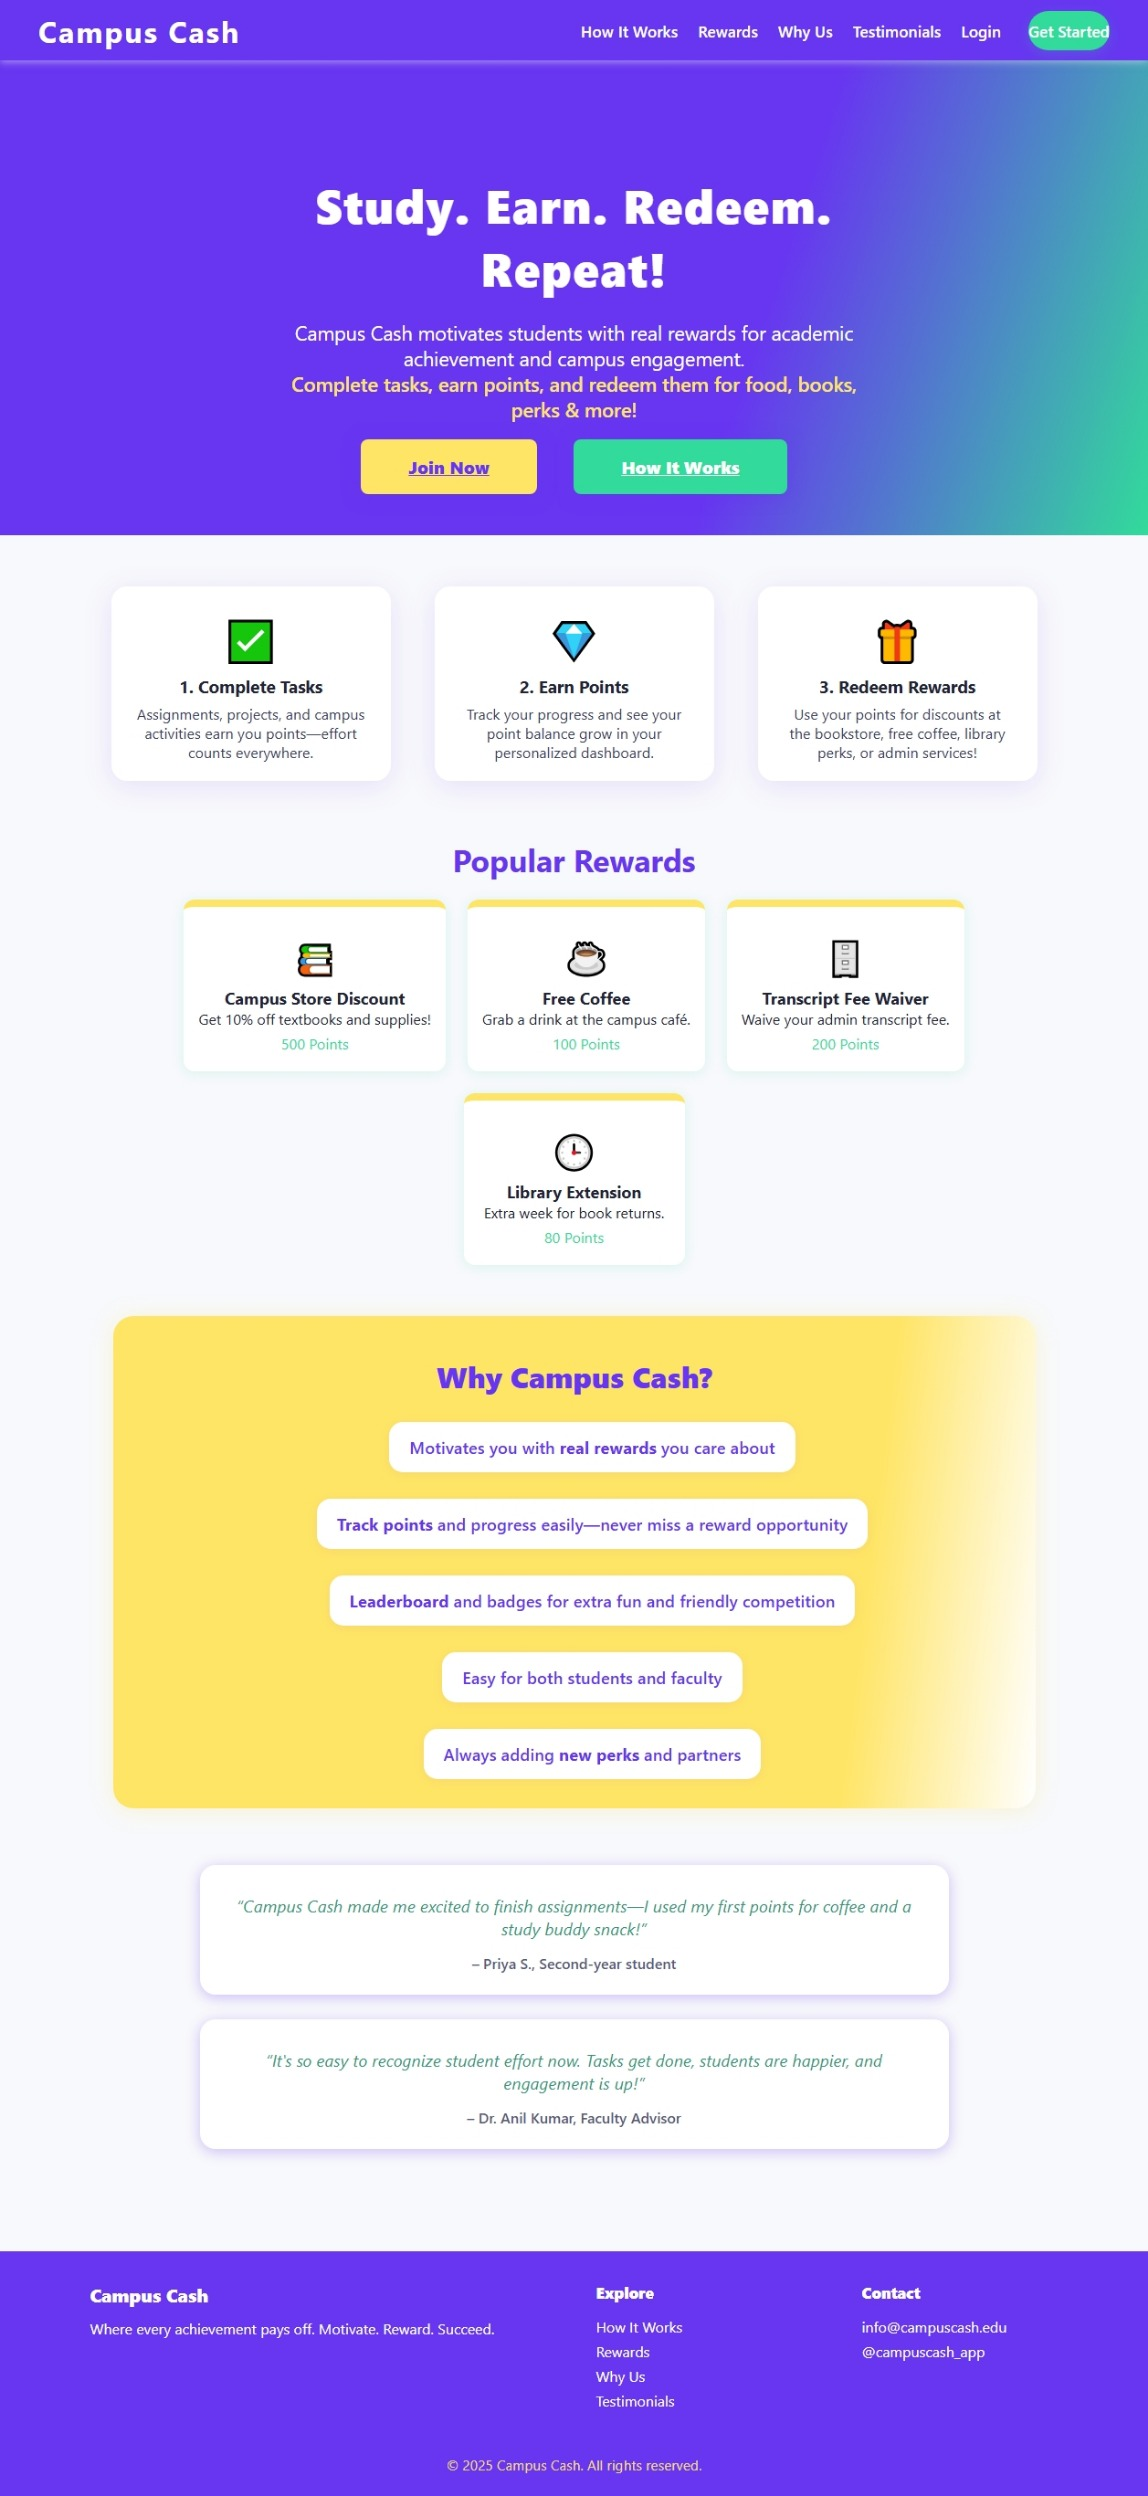 Campus Cash
How It Works Rewards Why Us Testimonials Login Get Started
Study. Earn. Redeem.
Repeat!
Campus Cash motivates students with real rewards for academic
achievement and campus engagement.
Complete tasks, earn points, and redeem them for food, books,
perks & more!
Join Now
How It Works
1. Complete Tasks
Assignments, projects, and campus
activities earn you points—effort
counts everywhere.
2. Earn Points
Track your progress and see your
point balance grow in your
personalized dashboard.
3. Redeem Rewards
Use your points for discounts at
the bookstore, free coffee, library
perks, or admin services!
Popular Rewards
Campus Store Discount
Get 10% off textbooks and supplies!
500 Points
Free Coffee
Grab a drink at the campus café.
100 Points
Transcript Fee Waiver
Waive your admin transcript fee.
200 Points
Library Extension
Extra week for book returns.
80 Points
Why Campus Cash?
Motivates you with real rewards you care about
Track points and progress easily—never miss a reward opportunity
Leaderboard and badges for extra fun and friendly competition
Easy for both students and faculty
Always adding new perks and partners
“Campus Cash made me excited to finish assignments—I used my first points for coffee and a
study buddy snack!”
– Priya S., Second-year student
“It's so easy to recognize student effort now. Tasks get done, students are happier, and
engagement is up!”
– Dr. Anil Kumar, Faculty Advisor
Campus Cash
Where every achievement pays off. Motivate. Reward. Succeed.
Explore
How It Works
Rewards
Why Us
Testimonials
Contact
info@campuscash.edu
@campuscash_app
© 2025 Campus Cash. All rights reserved.